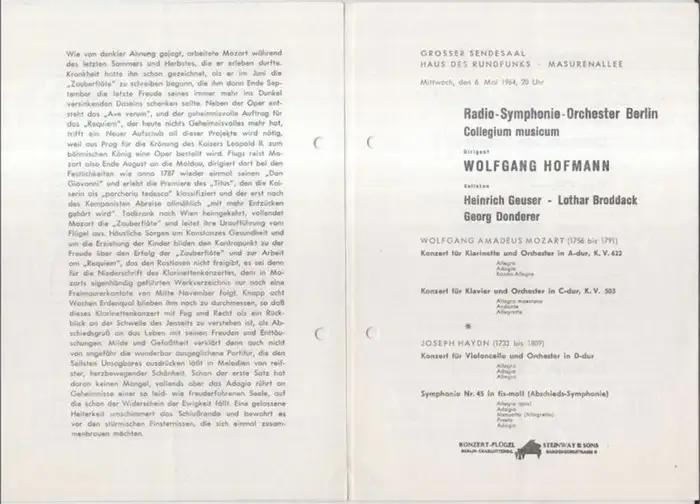 Wie von dunkler Ahnung gejagt, arbeitete Mozart während
des letzten Sommers und Herbstes, die er erleben durfte.
Krankheit hatte ihn schon gezeichnet, als er im Juni die
„Zauberflöte" zu schreiben begann, die ihm dann Ende Sep-
tember die letzte Freude seines immer mehr ins Dunkel
versinkenden Daseins schenken sollte. Neben der Oper ent-
steht das „Ave verum", und der geheimnisvolle Auftrag für
das „Requiem", der heute nichts Geheimnisvolles mehr hat,
trifft ein. Neuer Aufschub all dieser Projekte wird nötig,
weil aus Prag für die Krönung des Kaisers Leopold II. zum
böhmischen König eine Oper bestellt wird. Flugs reist Mo-
zart also Ende August an die Moldau, dirigiert dort bei den
Festlichkeiten wie anno 1787 wieder einmal seinen „Don
Giovanni" und erlebt die Premiere des „Titus", den die Kai-
serin als „porcheria tedesca" klassifiziert und der erst nach
des Komponisten Abreise allmählich „mit mehr Entzücken
gehört wird". Todkrank nach Wien heimgekehrt, vollendet
Mozart die „Zauberflöte" und leitet ihre Uraufführung vom
Flügel aus. Häusliche Sorgen um Konstanzes Gesundheit und
um die Erziehung der Kinder bilden den Kontrapunkt zu der
Freude über den Erfolg der „Zauberflöte" und zur Arbeit
am „Requiem", das den Rastlosen nicht freigibt, es sei denn
für die Niederschrift des Klarinettenkonzertes, dem in Mo-
zarts eigenhändig geführten Werkverzeichnis nur noch eine
Freimaurerkantate von Mitte November folgt. Knapp acht
Wochen Erdenqual blieben ihm noch zu durchmessen, so daß
dieses Klarinettenkonzert mit Fug und Recht als ein Rück-
blick an der Schwelle des Jenseits zu verstehen ist, als Ab-
schiedsgruß an das Leben mit seinen Freuden und Enttäu-
schungen. Milde und Gefaßtheit verklärt denn auch nicht
von ungefähr die wunderbar ausgeglichene Partitur, die den
Solisten Unsagbares ausdrücken läßt in Melodien von reif-
ster, herzbewegender Schönheit. Schon der erste Satz hat
daran keinen Mangel, vollends aber das Adagio rührt an
Geheimnisse einer so leid- wie freuderfahrenen Seele, auf
die schon der Widerschein der Ewigkeit fällt. Eine gelassene
Heiterkeit umschimmert das Schlußrondo und bewahrt es
vor den stürmischen Finsternissen, die sich einmal zusam-
menbrauen möchten.
GROSSER SENDESAAL
HAUS DES RUNDFUNKS - MASURENALLEE
Mittwoch, den 6. Mai 1964, 20 Uhr
Radio-Symphonie-Orchester Berlin
Collegium musicum
Dirigent
WOLFGANG HOFMANN
Solisten
Heinrich Geuser - Lothar Broddack
Georg Donderer
WOLFGANG AMADEUS MOZART (1756 bis 1791)
Konzert für Klarinette und Orchester in A-dur, K. V. 622
Allegro
Adagio
Rondo-Allegro
Konzert für Klavier und Orchester in C-dur, K. V. 503
Allegro maestoso
Andante
Allegretto
JOSEPH HAYDN (1732 bis 1809)
Konzert für Violoncello und Orchester in D-dur
Allegro
Adagio
Allegro
Symphonie Nr. 45 in fis-moll (Abschieds-Symphonie)
Allegro assai
Adagio
Menuetto (Allegretto)
Presto
Adagio
KONZERT-FLÜGEL STEINWAY & SONS
BERLIN-CHARLOTTENBG. HARDENBERGSTRASSE 9